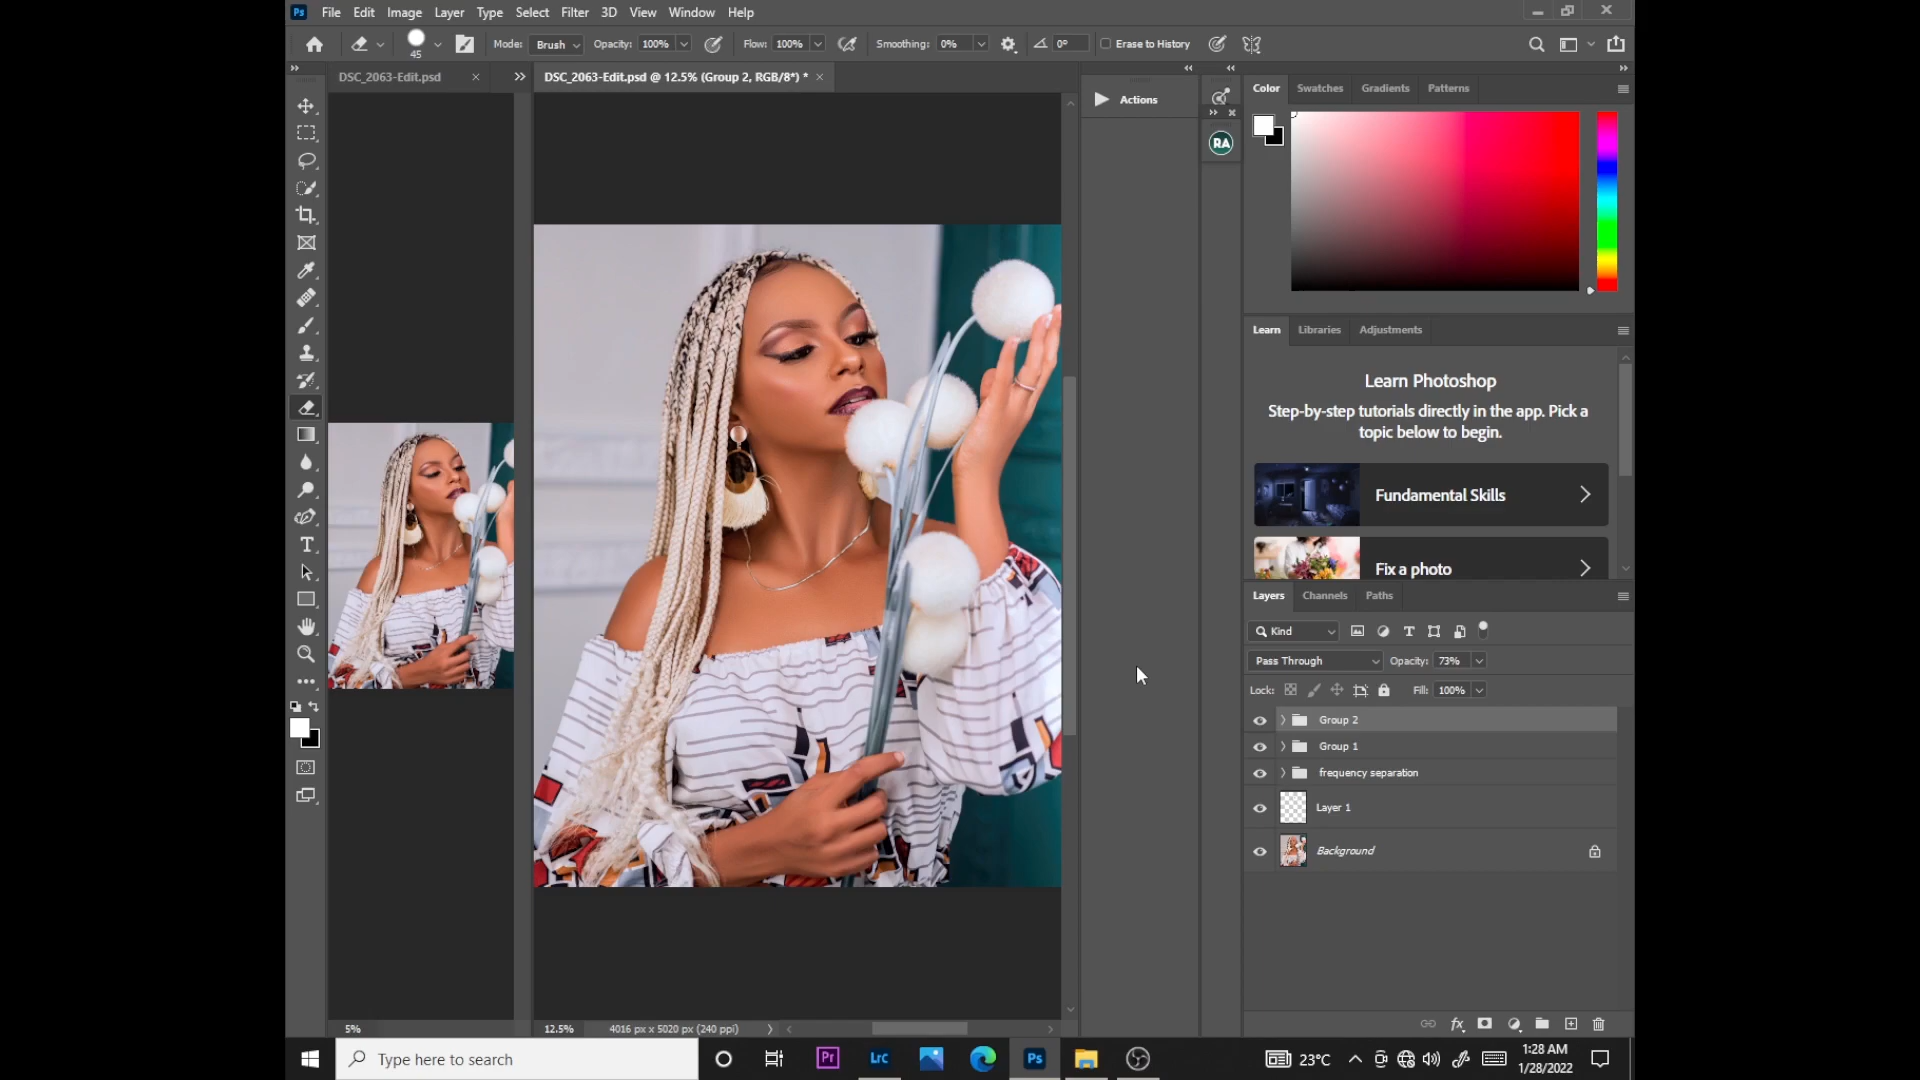 Ps File Edit Image Layer Type Select Filter 3D View Window Help
45 Mode: Brush Opacity: 100% Flow: 100% Smoothing: 0% 0° Erase to History
DSC_2063-Edit.psd
DSC_2063-Edit.psd @ 12.5% (Group 2, RGB/8*) *
Actions
RA
Color Swatches Gradients Patterns
Learn Libraries Adjustments
Learn Photoshop
Step-by-step tutorials directly in the app. Pick a
topic below to begin.
Fundamental Skills
Fix a photo
Layers Channels Paths
Kind
Pass Through Opacity: 73%
Lock: Fill: 100%
Group 2
Group 1
frequency separation
Layer 1
Background
5%
12.5% 4016 px x 5020 px (240 ppi)
Type here to search
Pr Lrc Ps
23°C
1:28 AM
1/28/2022